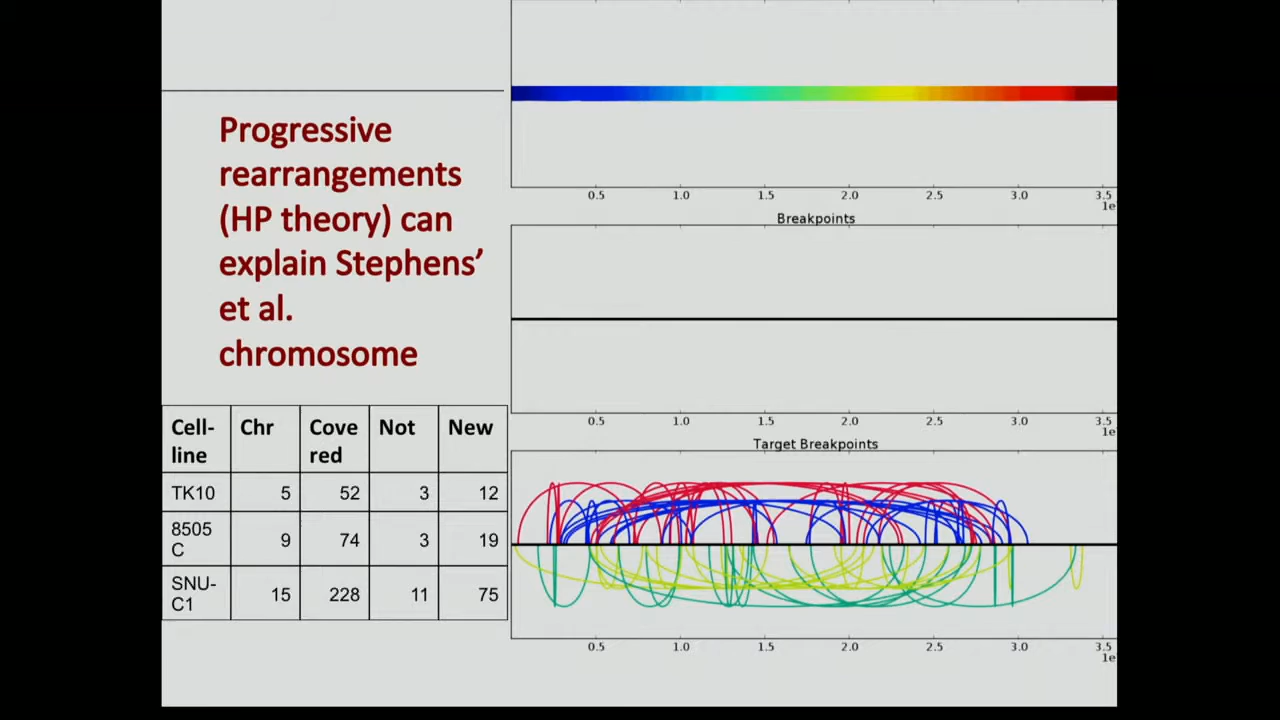 Progressive
rearrangements
(HP theory) can
explain Stephens'
et al.
chromosome
Cell-
line
Chr
Cove
red
Not
New
TK10 5 52 3 12
8505
C
9 74 3 19
SNU-
C1
15 228 11 75
0.5 1.0 1.5 2.0 2.5 3.0 3.5
1e
Breakpoints
0.5 1.0 1.5 2.0 2.5 3.0 3.5
1e
Target Breakpoints
0.5 1.0 1.5 2.0 2.5 3.0 3.5
1e